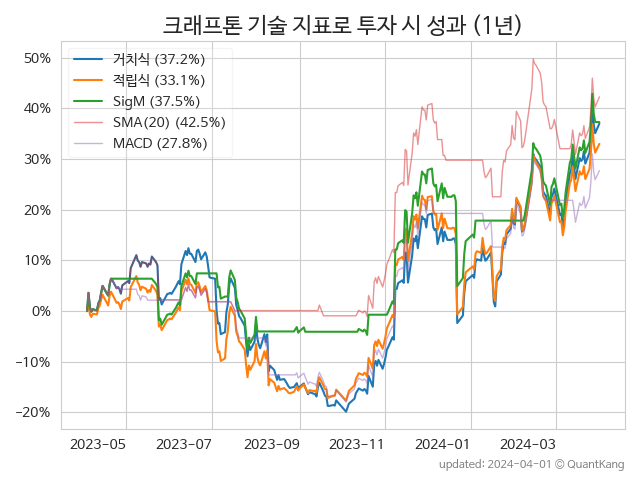 크래프톤 기술 지표로 투자 시 성과 (1년)
거치식 (37.2%)
적립식 (33.1%)
SigM (37.5%)
SMA(20) (42.5%)
MACD (27.8%)
50%
40%
30%
20%
10%
0%
−10%
−20%
2023-05 2023-07 2023-09 2023-11 2024-01 2024-03
updated: 2024-04-01 © QuantKang